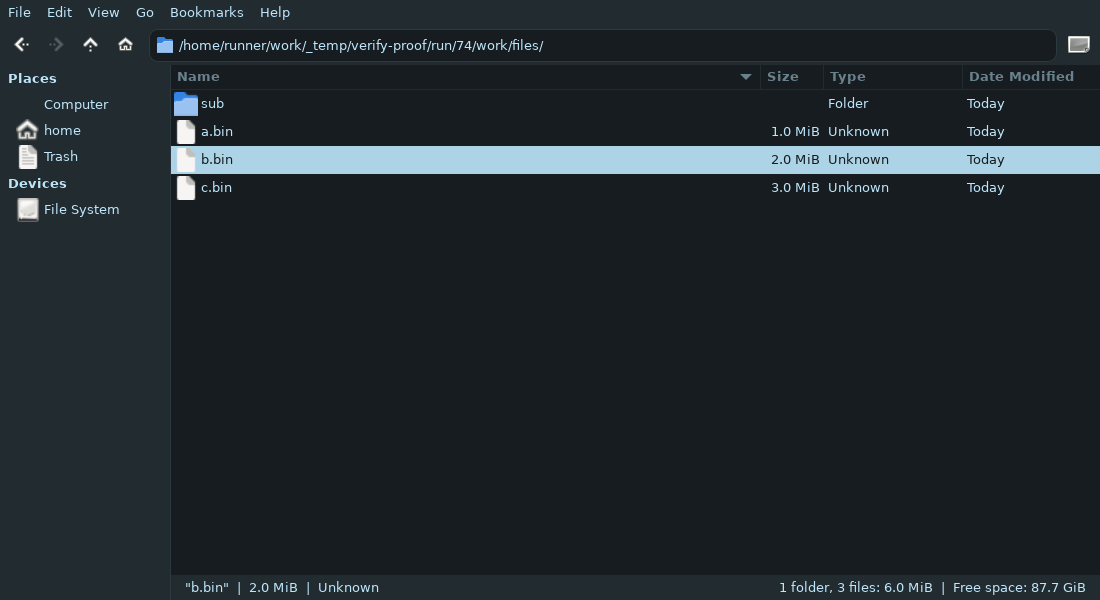 File Edit View Go Bookmarks Help
/home/runner/work/_temp/verify-proof/run/74/work/files/
Places
Computer
home
Trash
Devices
File System
Name Size Type Date Modified
sub Folder Today
a.bin 1.0 MiB Unknown Today
b.bin 2.0 MiB Unknown Today
c.bin 3.0 MiB Unknown Today
"b.bin" | 2.0 MiB | Unknown 1 folder, 3 files: 6.0 MiB | Free space: 87.7 GiB